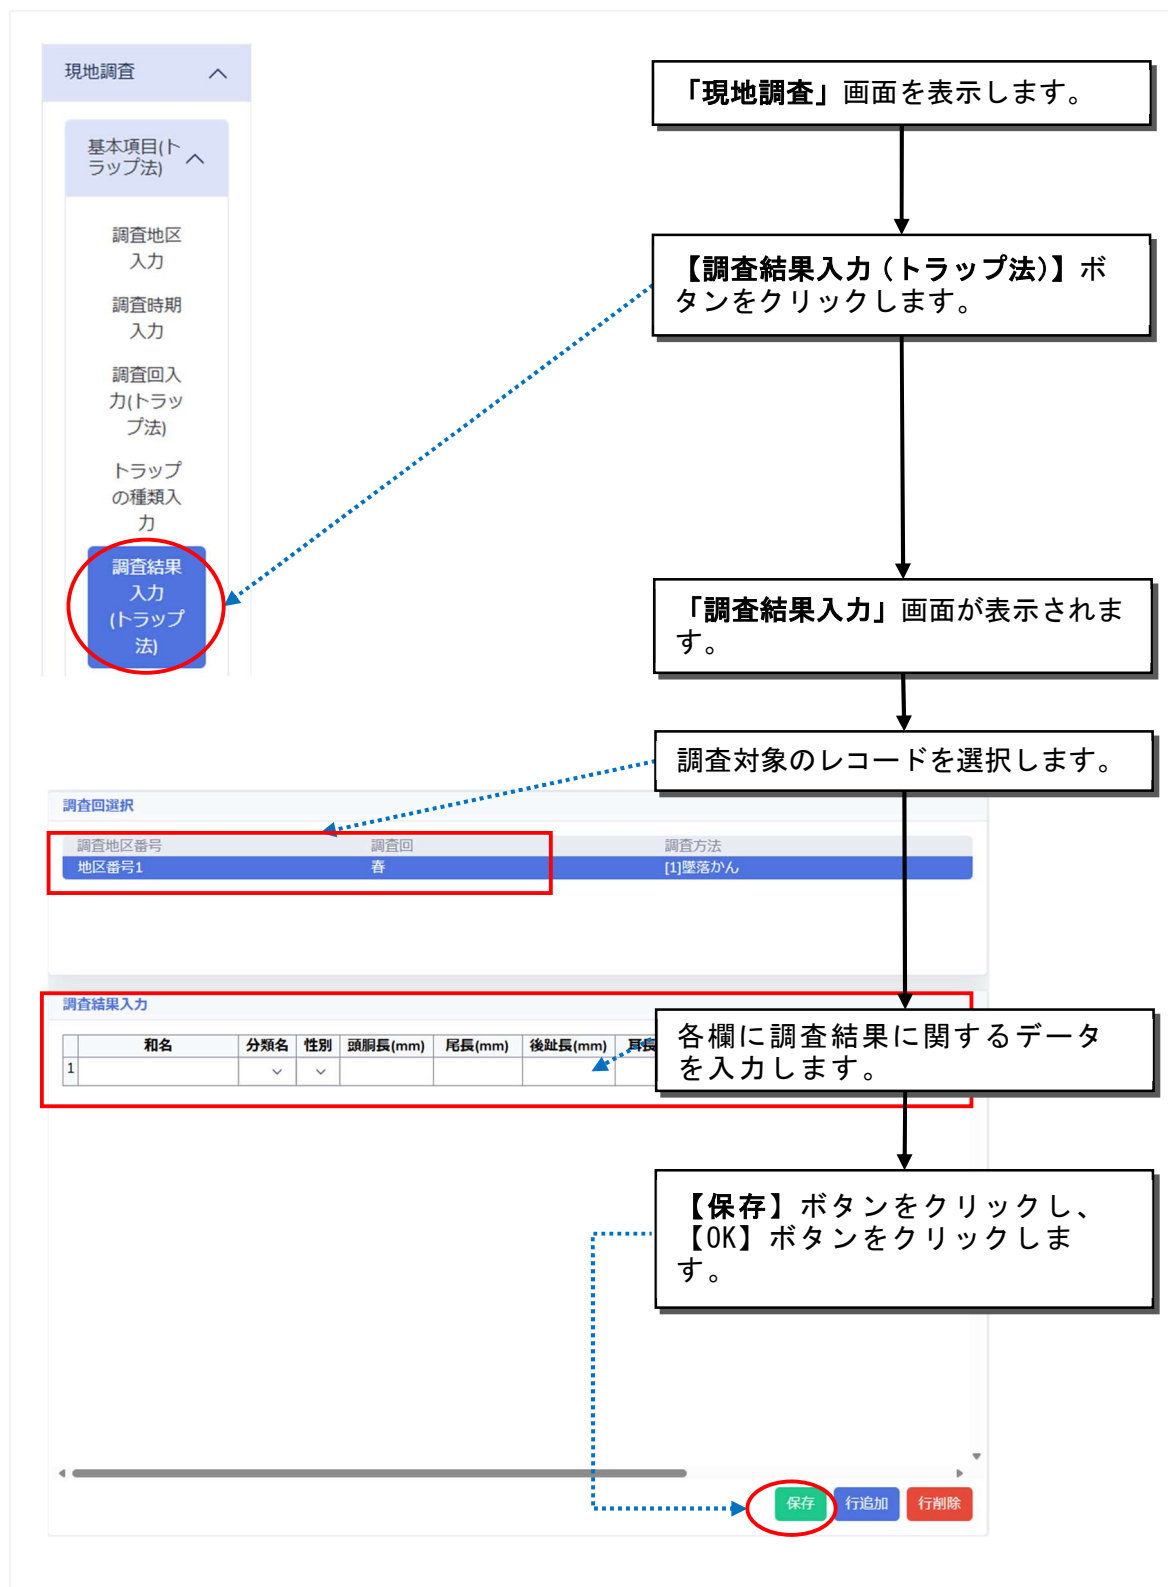 現地調査
基本項目(ト
ラップ法)
調査地区
入力
調査時期
入力
調査回入
力(トラッ
プ法)
トラップ
の種類入
力
調査結果
入力
(トラップ
法)
「現地調査」画面を表示します。
【調査結果入力(トラップ法)】ボ
タンをクリックします。
「調査結果入力」画面が表示されま
す。
調査対象のレコードを選択します。
調査回選択
調査地区番号 調査回 調査方法
地区番号1 春 [1]墜落かん
調査結果入力
和名 分類名 性別 頭胴長(mm) 尾長(mm) 後趾長(mm) 耳長
1
各欄に調査結果に関するデータ
を入力します。
【保存】ボタンをクリックし、
【OK】ボタンをクリックしま
す。
保存 行追加 行削除